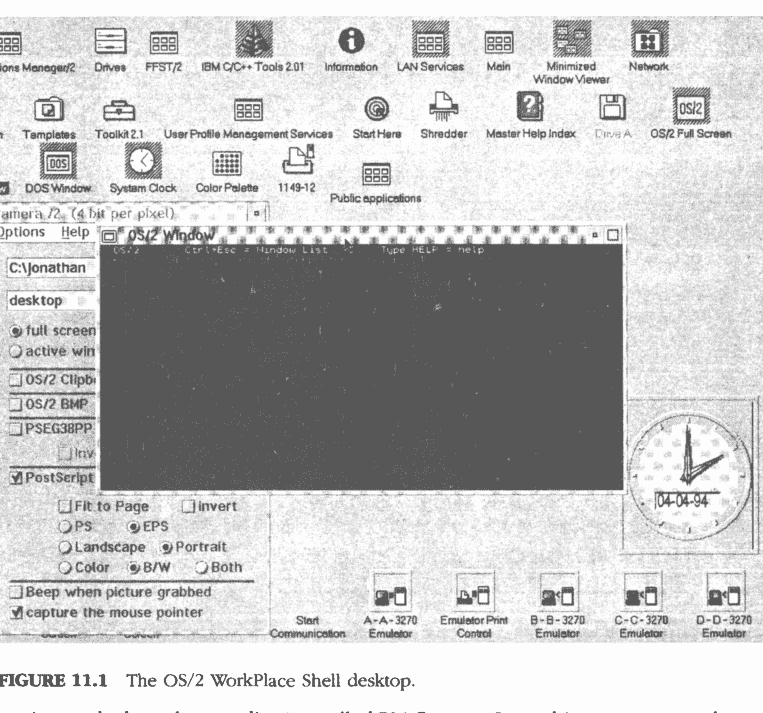 ions Manager/2 Drives FFST/2 IBM C/C++ Tools 2.01 Information LAN Services Main Minimized Window Viewer Network
Templates Toolkit 2.1 User Profile Management Services Start Here Shredder Master Help Index Drive A OS/2 Full Screen
OS/2
DOS
DOS Window System Clock Color Palette 1149-12 Public applications
amera /2 (4 bit per pixel)
Options Help
OS/2 Window
OS/2 Ctrl+Esc = Window List Type HELP = help
C:\Jonathan
desktop
full screen
active win
OS/2 Clipb
OS/2 BMP
PSEG38PP
Inv
PostScript
Fit to Page Invert
PS EPS
Landscape Portrait
Color B/W Both
Beep when picture grabbed
capture the mouse pointer
04-04-94
Start Communication A-A-3270 Emulator Emulator Print Control B-B-3270 Emulator C-C-3270 Emulator D-D-3270 Emulator
FIGURE 11.1 The OS/2 WorkPlace Shell desktop.